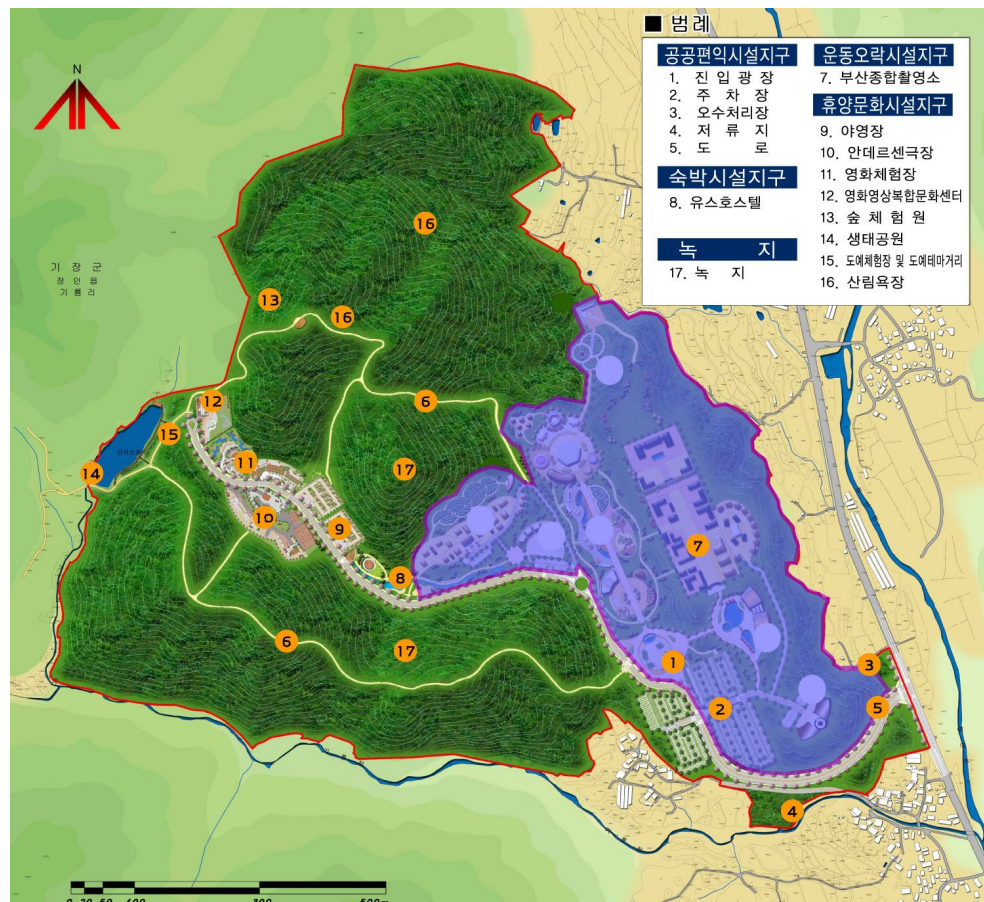 ■ 범례
공공편익시설지구
1. 진 입 광 장
2. 주 차 장
3. 오수처리장
4. 저 류 지
5. 도 로
숙박시설지구
8. 유스호스텔
녹 지
17. 녹 지
운동오락시설지구
7. 부산종합촬영소
휴양문화시설지구
9. 야영장
10. 안데르센극장
11. 영화체험장
12. 영화영상복합문화센터
13. 숲 체 험 원
14. 생태공원
15. 도예체험장 및 도예테마거리
16. 산림욕장
N
기 장 군
장 안 읍
기 룡 리
16
13
16
6
12
15
11
17
14
10
9
7
8
6
17
1
3
2
5
4